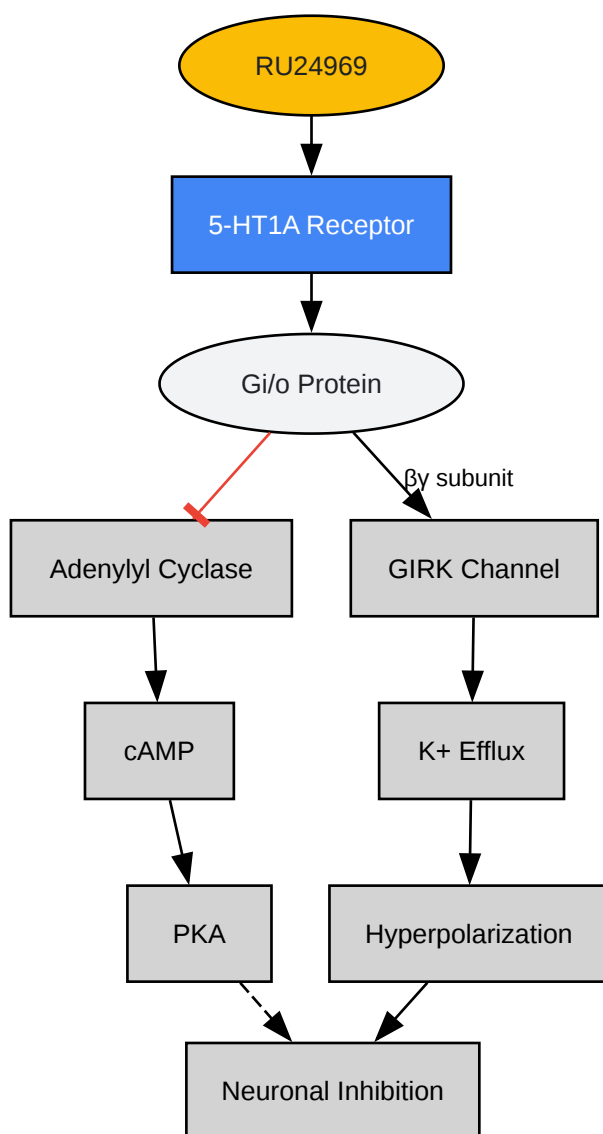 RU24969
5-HT1A Receptor
Gi/o Protein
βγ subunit
Adenylyl Cyclase
GIRK Channel
cAMP
K+ Efflux
PKA
Hyperpolarization
Neuronal Inhibition